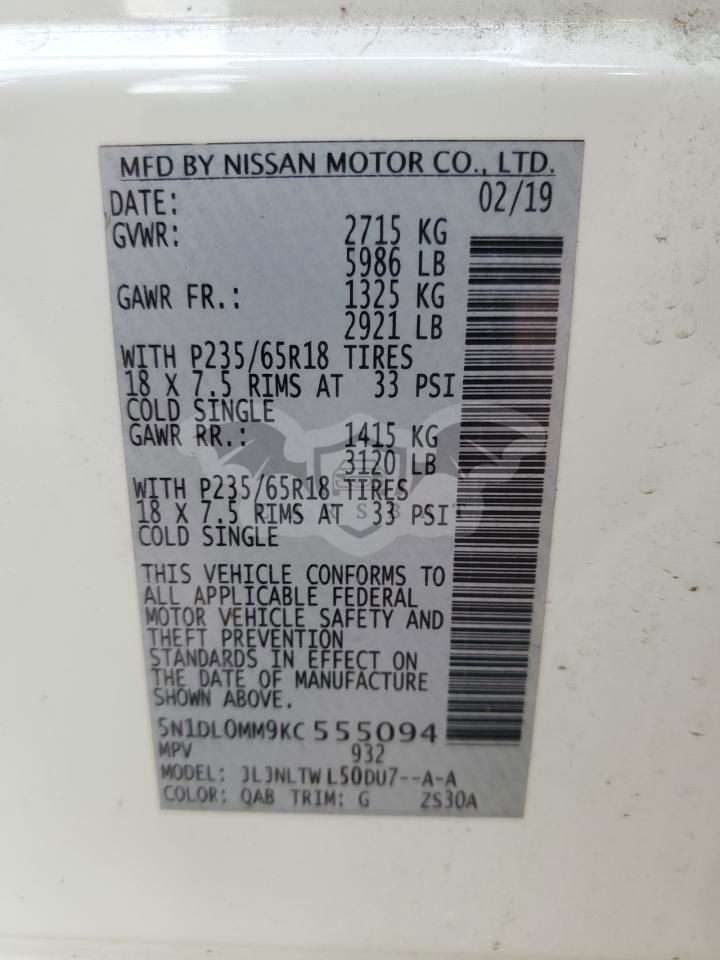 MFD BY NISSAN MOTOR CO., LTD.
DATE: 02/19
GVWR: 2715 KG
5986 LB
GAWR FR.: 1325 KG
2921 LB
WITH P235/65R18 TIRES
18 X 7.5 RIMS AT 33 PSI
COLD SINGLE
GAWR RR.: 1415 KG
3120 LB
WITH P235/65R18 TIRES
18 X 7.5 RIMS AT 33 PSI
COLD SINGLE
THIS VEHICLE CONFORMS TO
ALL APPLICABLE FEDERAL
MOTOR VEHICLE SAFETY AND
THEFT PREVENTION
STANDARDS IN EFFECT ON
THE DATE OF MANUFACTURE
SHOWN ABOVE.
5N1DL0MM9KC 555094
MPV 932
MODEL: JLJNLTW L50DU7--A-A
COLOR: QAB TRIM: G ZS30A